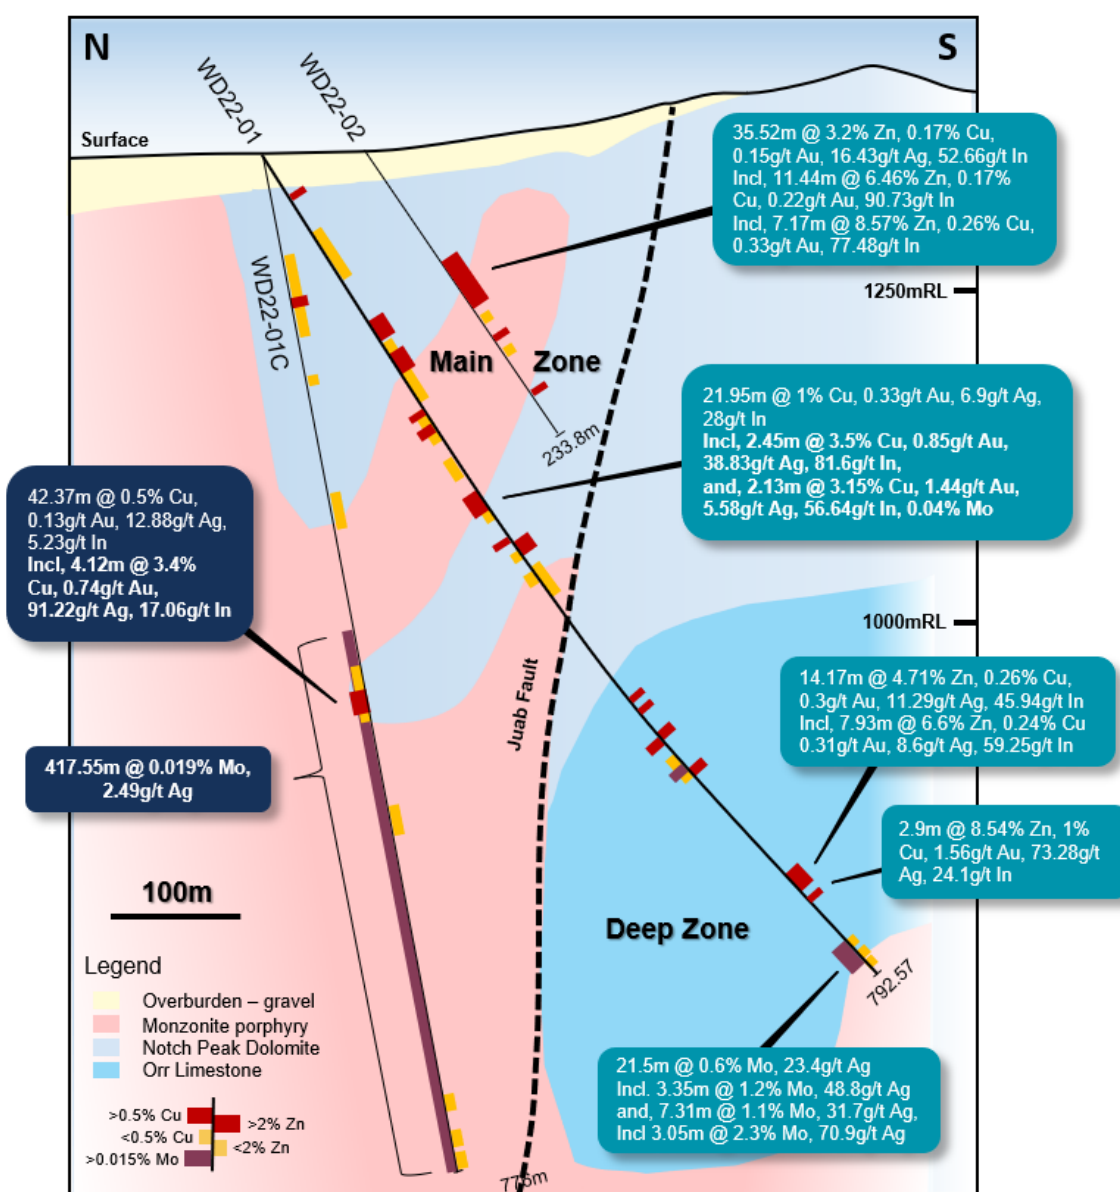 N
S
WD22-01
WD22-02
Surface
35.52m @ 3.2% Zn, 0.17% Cu,
0.15g/t Au, 16.43g/t Ag, 52.66g/t In
Incl, 11.44m @ 6.46% Zn, 0.17%
Cu, 0.22g/t Au, 90.73g/t In
Incl, 7.17m @ 8.57% Zn, 0.26% Cu,
0.33g/t Au, 77.48g/t In
WD22-01C
1250mRL
Main Zone
233.8m
21.95m @ 1% Cu, 0.33g/t Au, 6.9g/t Ag,
28g/t In
Incl, 2.45m @ 3.5% Cu, 0.85g/t Au,
38.83g/t Ag, 81.6g/t In,
and, 2.13m @ 3.15% Cu, 1.44g/t Au,
5.58g/t Ag, 56.64g/t In, 0.04% Mo
42.37m @ 0.5% Cu,
0.13g/t Au, 12.88g/t Ag,
5.23g/t In
Incl, 4.12m @ 3.4%
Cu, 0.74g/t Au,
91.22g/t Ag, 17.06g/t In
1000mRL
Juab Fault
14.17m @ 4.71% Zn, 0.26% Cu,
0.3g/t Au, 11.29g/t Ag, 45.94g/t In
Incl, 7.93m @ 6.6% Zn, 0.24% Cu
0.31g/t Au, 8.6g/t Ag, 59.25g/t In
417.55m @ 0.019% Mo,
2.49g/t Ag
2.9m @ 8.54% Zn, 1%
Cu, 1.56g/t Au, 73.28g/t
Ag, 24.1g/t In
100m
Deep Zone
792.57
Legend
Overburden – gravel
Monzonite porphyry
Notch Peak Dolomite
Orr Limestone
21.5m @ 0.6% Mo, 23.4g/t Ag
Incl. 3.35m @ 1.2% Mo, 48.8g/t Ag
and, 7.31m @ 1.1% Mo, 31.7g/t Ag,
Incl 3.05m @ 2.3% Mo, 70.9g/t Ag
>0.5% Cu
>2% Zn
<0.5% Cu
<2% Zn
>0.015% Mo
776m